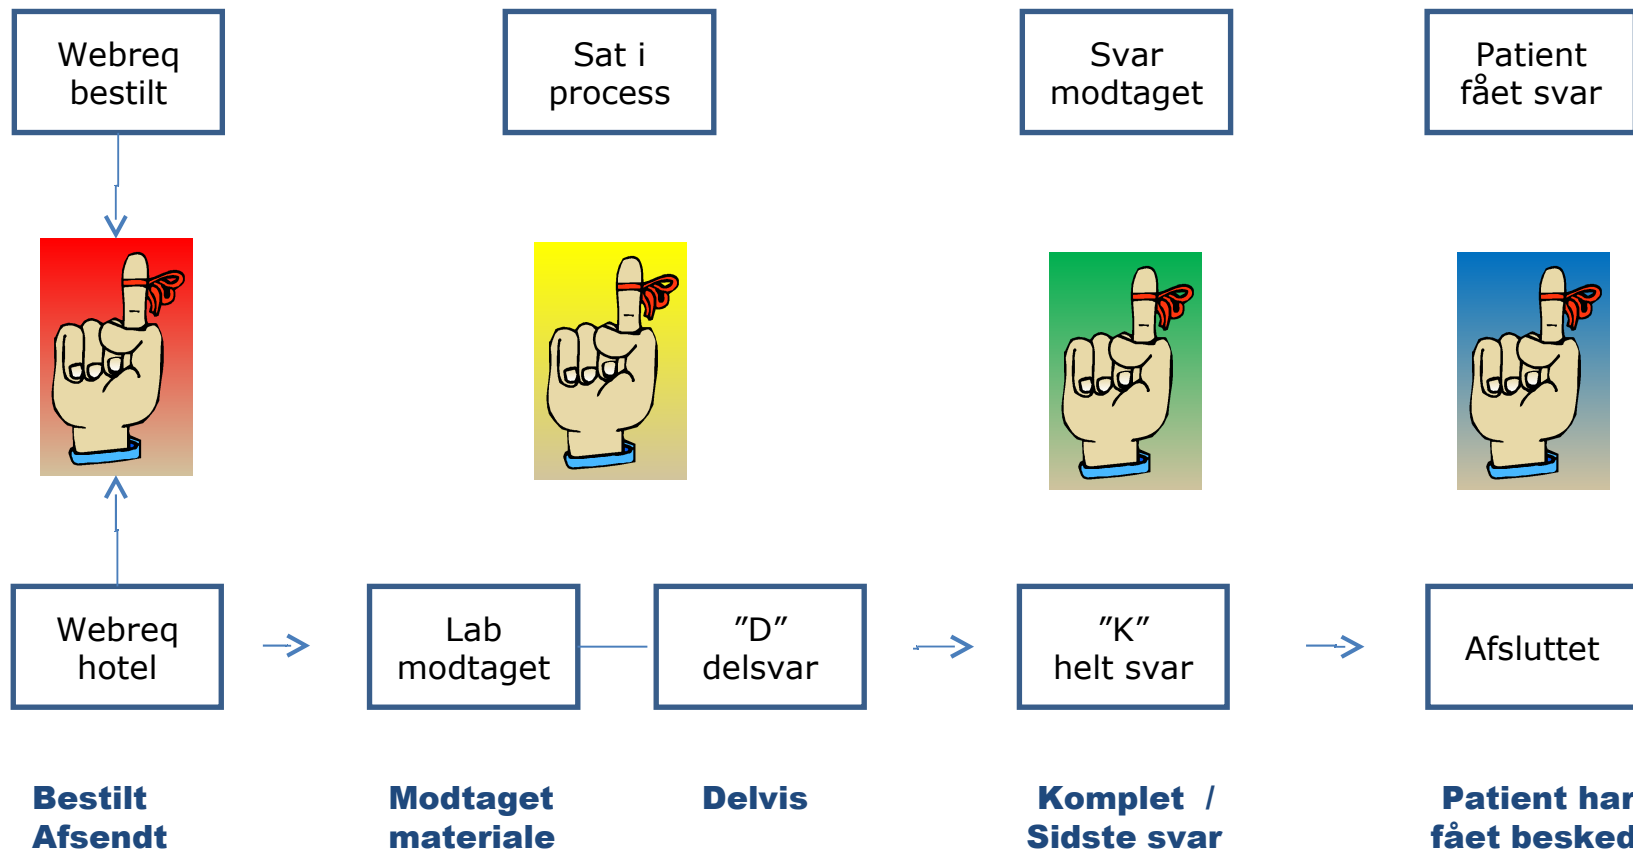 Webreq
bestilt
Sat i
process
Svar
modtaget
Patient
fået svar
Webreq
hotel
Lab
modtaget
”D”
delsvar
”K”
helt svar
Afsluttet
Bestilt
Afsendt
Modtaget
materiale
Delvis
Komplet /
Sidste svar
Patient har
fået besked